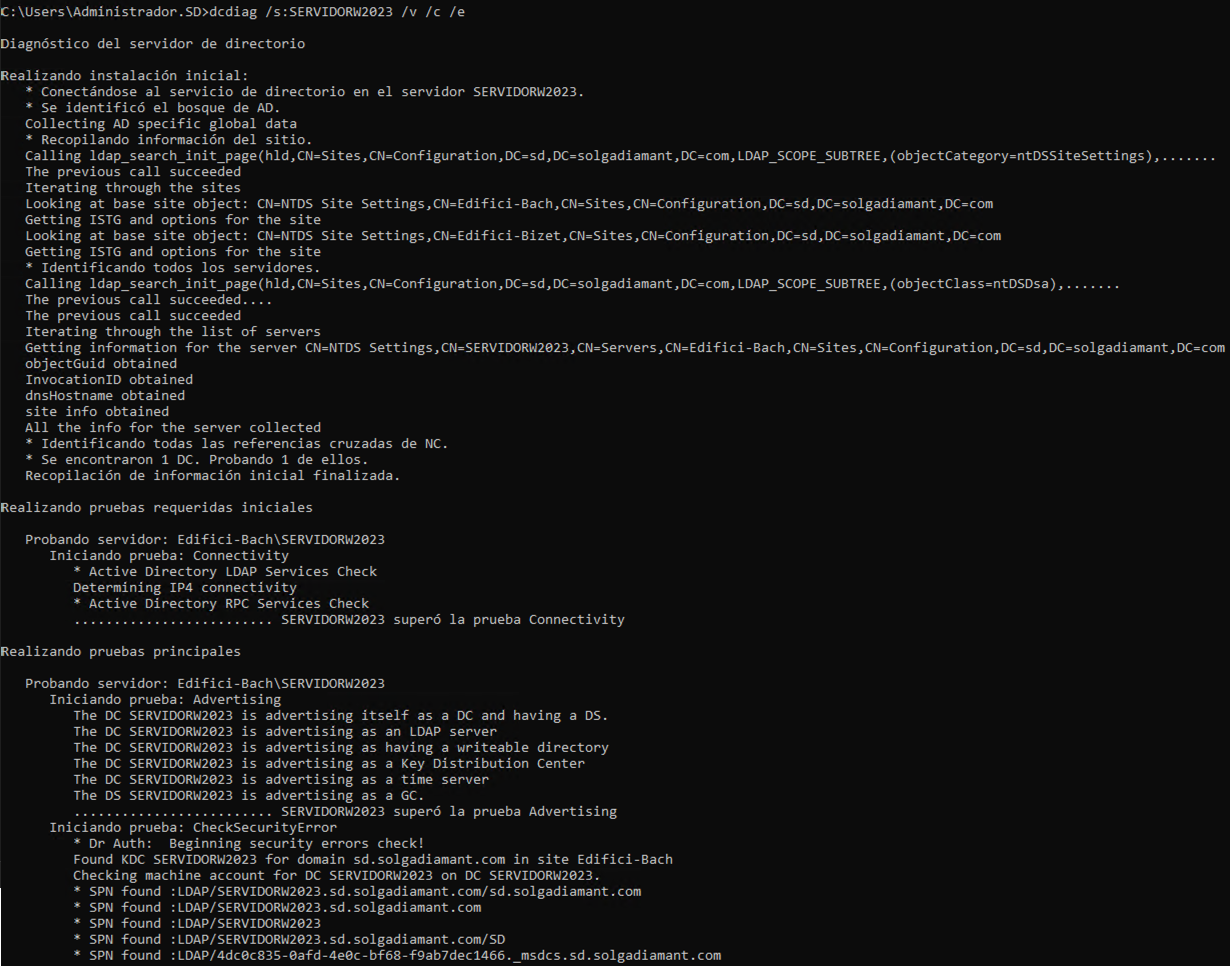 C:\Users\Administrador.SD>dcdiag /s:SERVIDORW2023 /v /c /e
Diagnóstico del servidor de directorio
Realizando instalación inicial:
* Conectándose al servicio de directorio en el servidor SERVIDORW2023.
* Se identificó el bosque de AD.
Collecting AD specific global data
* Recopilando información del sitio.
Calling ldap_search_init_page(hld,CN=Sites,CN=Configuration,DC=sd,DC=solgadiamant,DC=com,LDAP_SCOPE_SUBTREE,(objectCategory=ntDSSiteSettings),.......
The previous call succeeded
Iterating through the sites
Looking at base site object: CN=NTDS Site Settings,CN=Edifici-Bach,CN=Sites,CN=Configuration,DC=sd,DC=solgadiamant,DC=com
Getting ISTG and options for the site
Looking at base site object: CN=NTDS Site Settings,CN=Edifici-Bizet,CN=Sites,CN=Configuration,DC=sd,DC=solgadiamant,DC=com
Getting ISTG and options for the site
* Identificando todos los servidores.
Calling ldap_search_init_page(hld,CN=Sites,CN=Configuration,DC=sd,DC=solgadiamant,DC=com,LDAP_SCOPE_SUBTREE,(objectClass=ntDSDsa),.......
The previous call succeeded....
The previous call succeeded
Iterating through the list of servers
Getting information for the server CN=NTDS Settings,CN=SERVIDORW2023,CN=Servers,CN=Edifici-Bach,CN=Sites,CN=Configuration,DC=sd,DC=solgadiamant,DC=com
objectGuid obtained
InvocationID obtained
dnsHostname obtained
site info obtained
All the info for the server collected
* Identificando todas las referencias cruzadas de NC.
* Se encontraron 1 DC. Probando 1 de ellos.
Recopilación de información inicial finalizada.
Realizando pruebas requeridas iniciales
Probando servidor: Edifici-Bach\SERVIDORW2023
Iniciando prueba: Connectivity
* Active Directory LDAP Services Check
Determining IP4 connectivity
* Active Directory RPC Services Check
......................... SERVIDORW2023 superó la prueba Connectivity
Realizando pruebas principales
Probando servidor: Edifici-Bach\SERVIDORW2023
Iniciando prueba: Advertising
The DC SERVIDORW2023 is advertising itself as a DC and having a DS.
The DC SERVIDORW2023 is advertising as an LDAP server
The DC SERVIDORW2023 is advertising as having a writeable directory
The DC SERVIDORW2023 is advertising as a Key Distribution Center
The DC SERVIDORW2023 is advertising as a time server
The DS SERVIDORW2023 is advertising as a GC.
......................... SERVIDORW2023 superó la prueba Advertising
Iniciando prueba: CheckSecurityError
* Dr Auth:  Beginning security errors check!
Found KDC SERVIDORW2023 for domain sd.solgadiamant.com in site Edifici-Bach
Checking machine account for DC SERVIDORW2023 on DC SERVIDORW2023.
* SPN found :LDAP/SERVIDORW2023.sd.solgadiamant.com/sd.solgadiamant.com
* SPN found :LDAP/SERVIDORW2023.sd.solgadiamant.com
* SPN found :LDAP/SERVIDORW2023
* SPN found :LDAP/SERVIDORW2023.sd.solgadiamant.com/SD
* SPN found :LDAP/4dc0c835-0afd-4e0c-bf68-f9ab7dec1466._msdcs.sd.solgadiamant.com